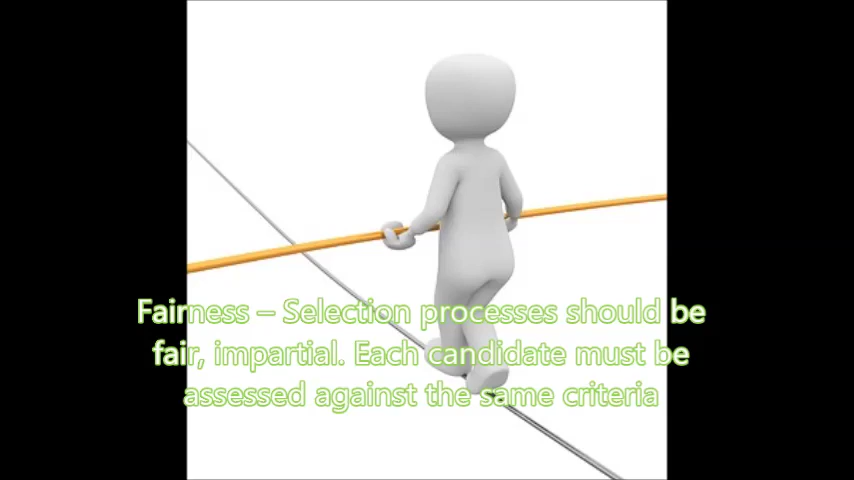 Fairness – Selection processes should be
fair, impartial. Each candidate must be
assessed against the same criteria